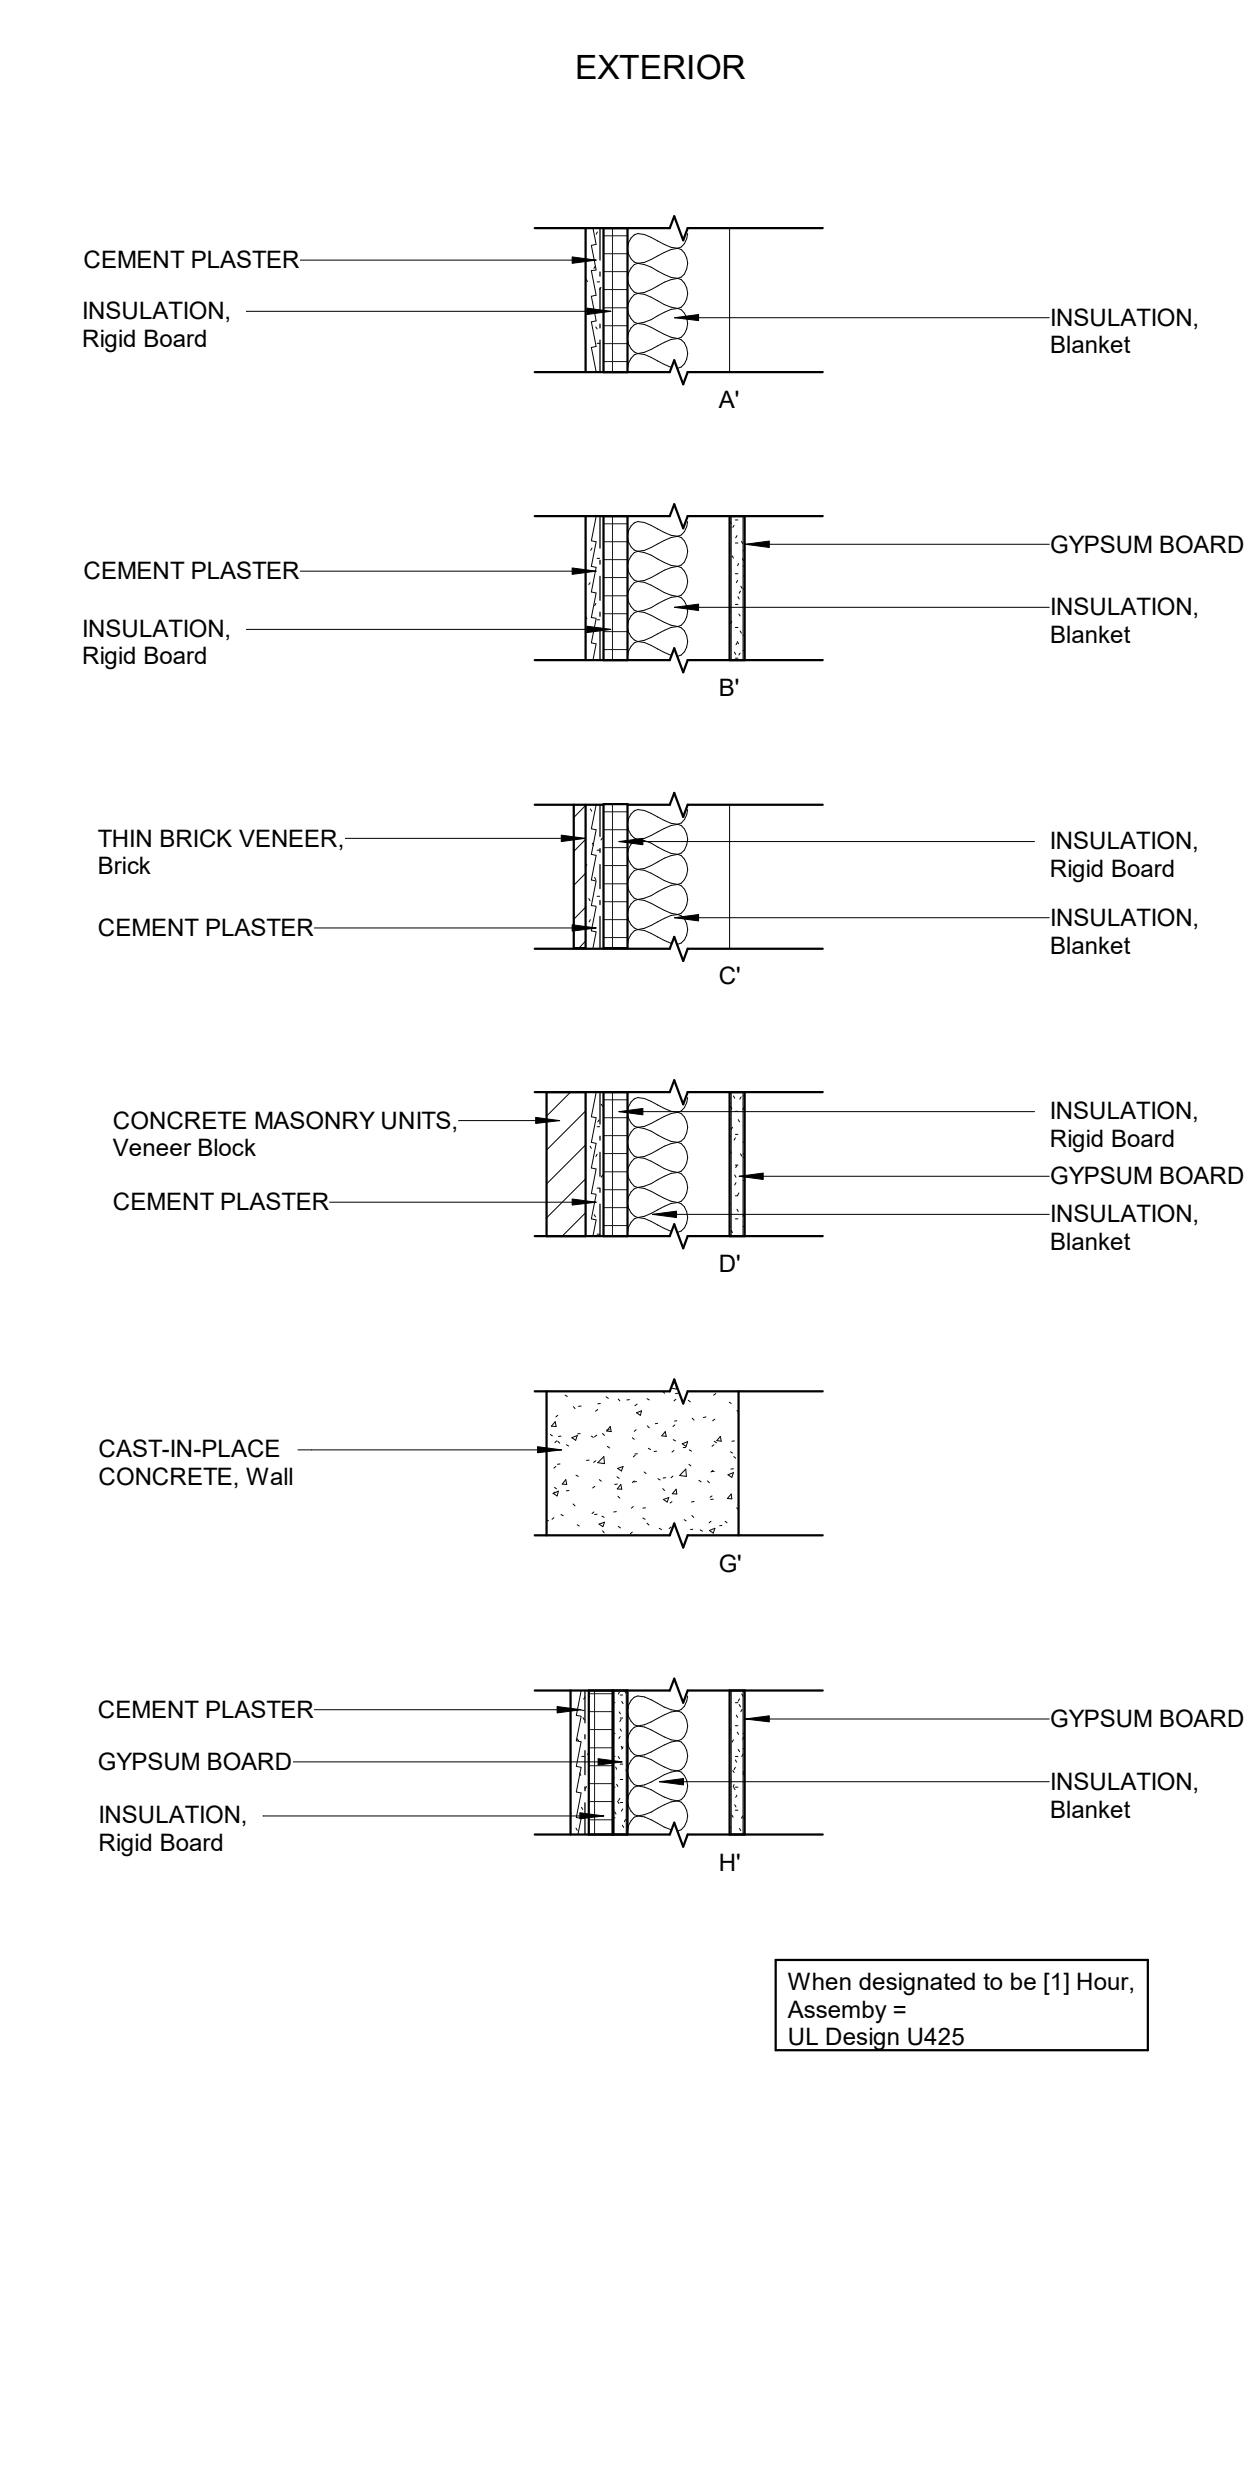 EXTERIOR
CEMENT PLASTER
INSULATION,
Rigid Board
INSULATION,
Blanket
A'
CEMENT PLASTER
INSULATION,
Rigid Board
GYPSUM BOARD
INSULATION,
Blanket
B'
THIN BRICK VENEER,
Brick
CEMENT PLASTER
INSULATION,
Rigid Board
INSULATION,
Blanket
C'
CONCRETE MASONRY UNITS,
Veneer Block
CEMENT PLASTER
INSULATION,
Rigid Board
GYPSUM BOARD
INSULATION,
Blanket
D'
CAST-IN-PLACE
CONCRETE, Wall
G'
CEMENT PLASTER
GYPSUM BOARD
INSULATION,
Rigid Board
GYPSUM BOARD
INSULATION,
Blanket
H'
When designated to be [1] Hour,
Assemby =
UL Design U425